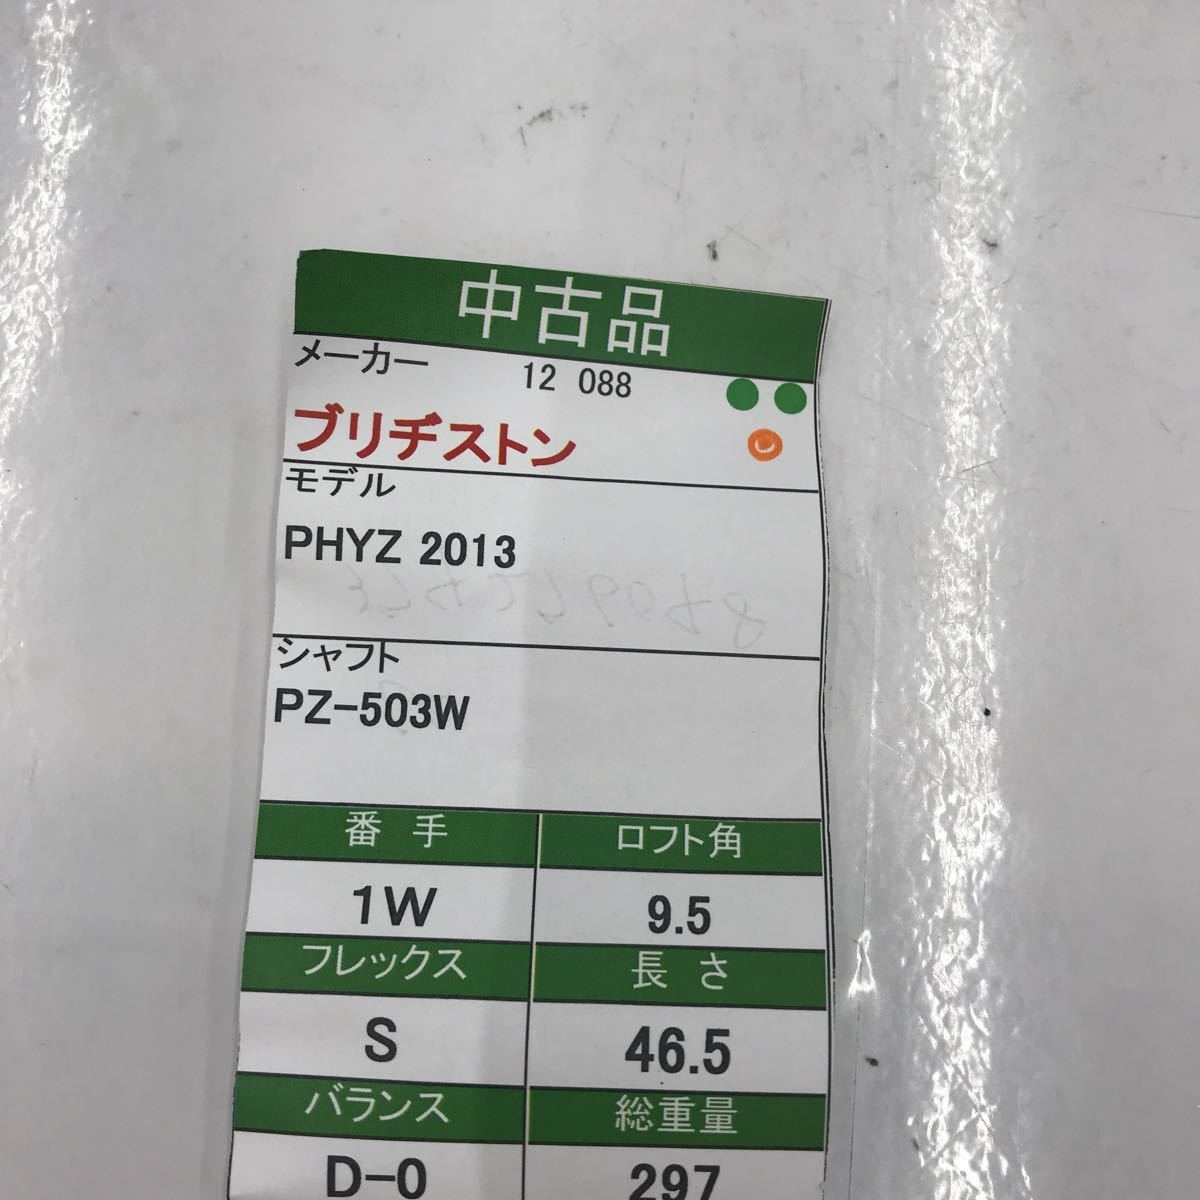 中古品
メーカー 12 088
ブリヂストン
モデル
PHYZ 2013
シャフト
PZ-503W
番手 ロフト角
1W 9.5
フレックス 長さ
S 46.5
バランス 総重量
D-0 297